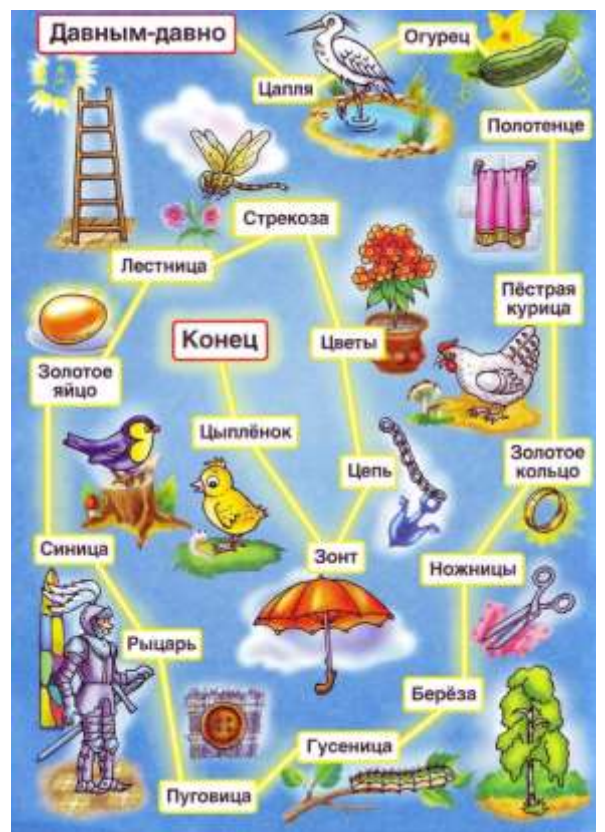 Давным-давно
Цапля
Огурец
Полотенце
Пёстрая
курица
Золотое
кольцо
Ножницы
Берёза
Гусеница
Пуговица
Рыцарь
Синица
Золотое
яйцо
Лестница
Стрекоза
Цветы
Цепь
Зонт
Цыплёнок
Конец